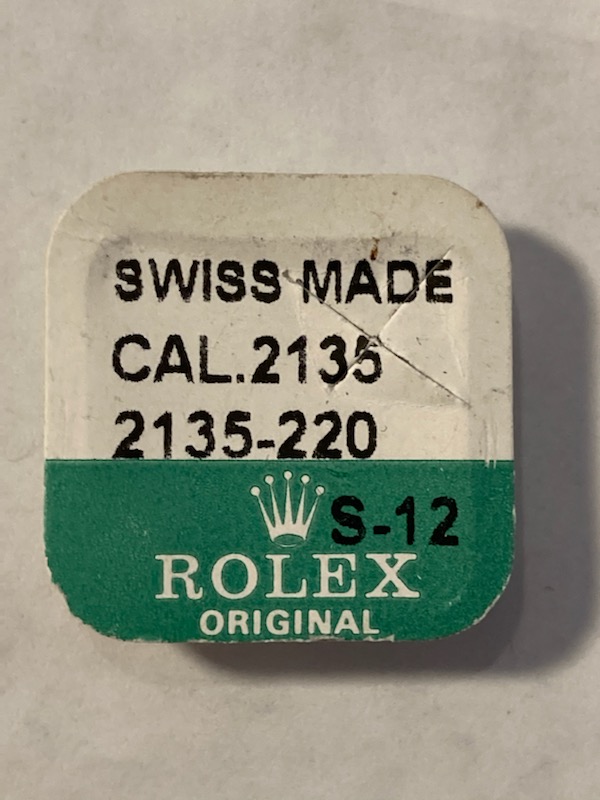 SWISS MADE
CAL.2135
2135-220
S-12
ROLEX
ORIGINAL